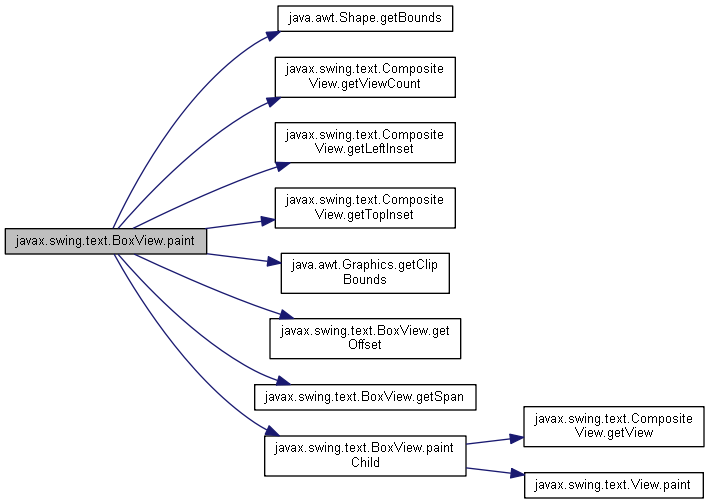 java.awt.Shape.getBounds
javax.swing.text.Composite
View.getViewCount
javax.swing.text.Composite
View.getLeftInset
javax.swing.text.Composite
View.getTopInset
javax.swing.text.BoxView.paint
java.awt.Graphics.getClip
Bounds
javax.swing.text.BoxView.get
Offset
javax.swing.text.BoxView.getSpan
javax.swing.text.BoxView.paint
Child
javax.swing.text.Composite
View.getView
javax.swing.text.View.paint